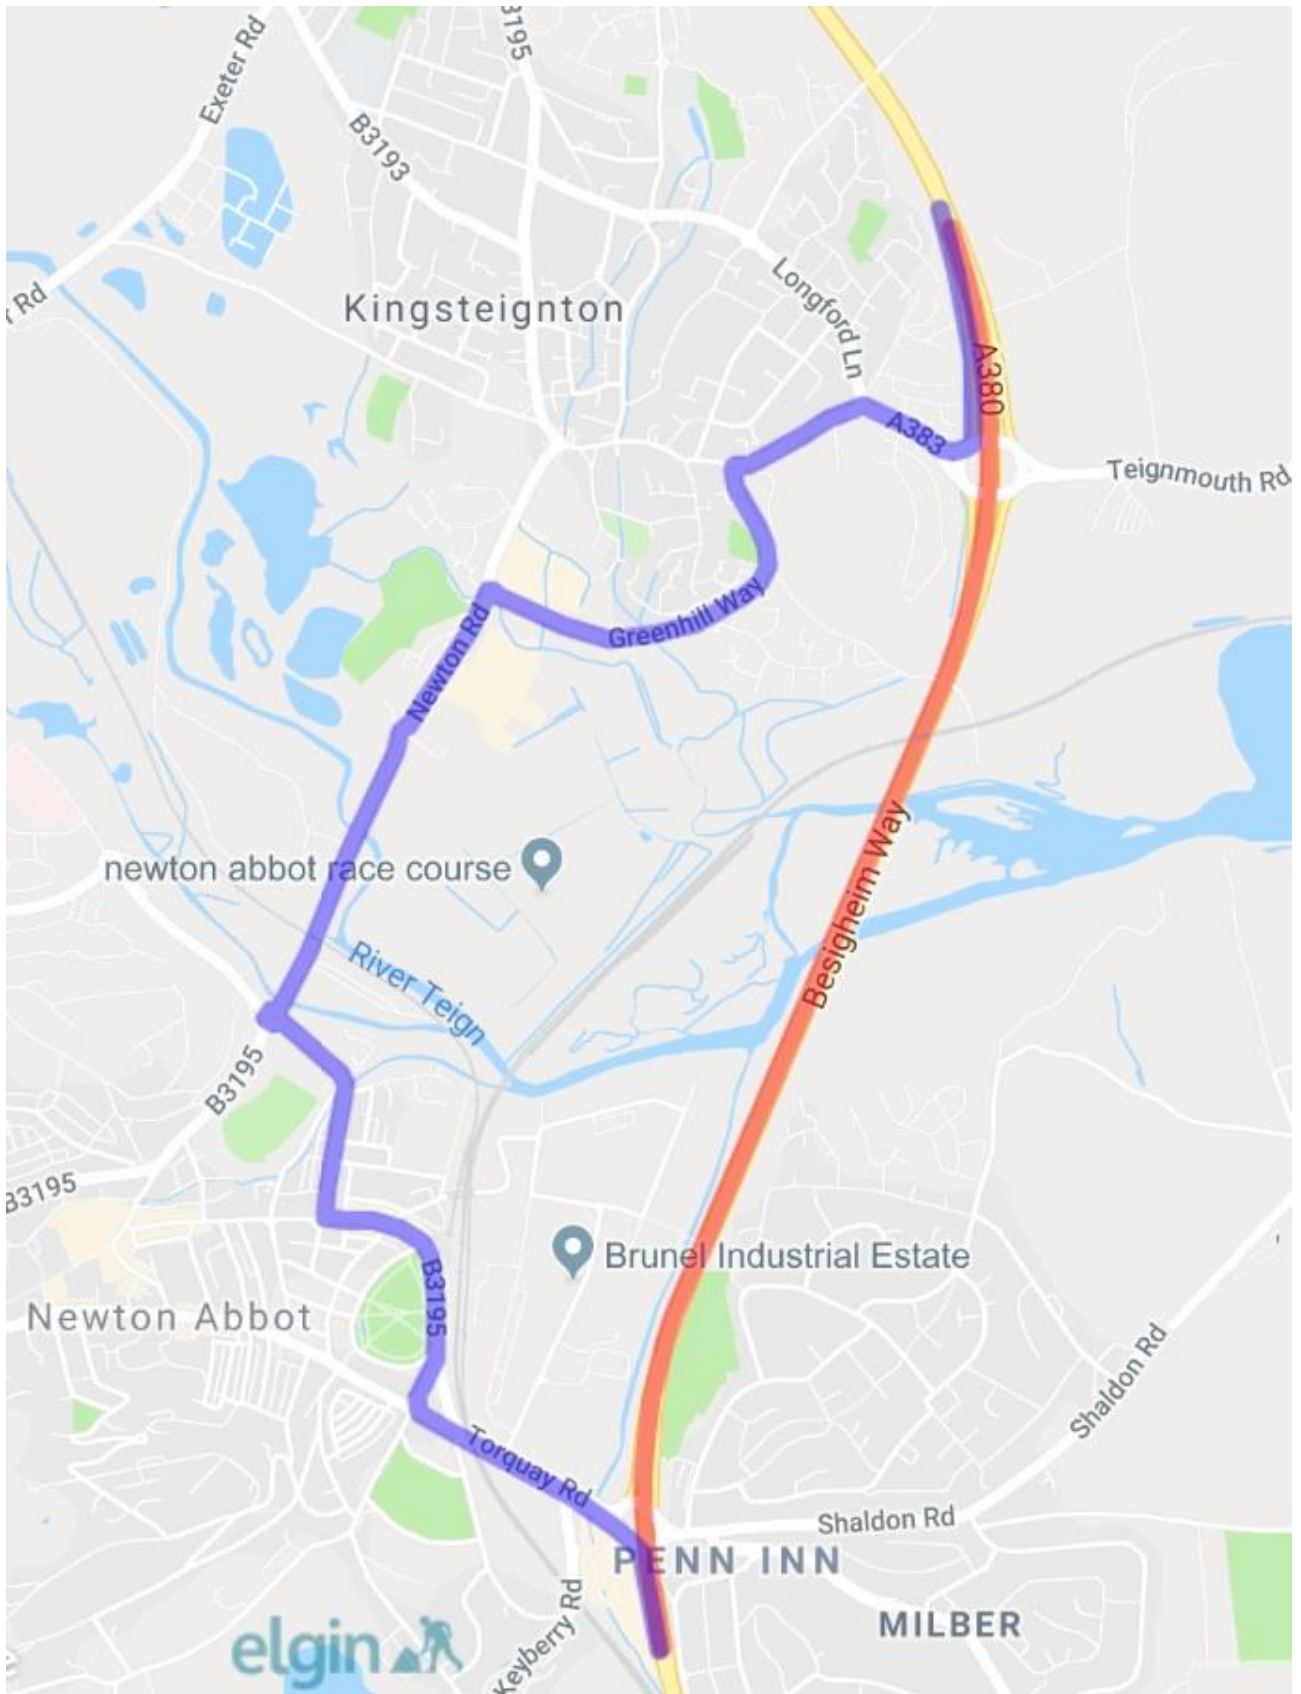 3195
Exeter Rd
B3193
r Rd
Kingsteignton
Longford Ln
A380
A383
Teignmouth Rd
Greenhill Way
Newton Rd
newton abbot race course
Besigheim Way
River Teign
B3195
B3195
Brunel Industrial Estate
B3195
Newton Abbot
Shaldon Rd
Torquay Rd
Shaldon Rd
PENN INN
MILBER
Keyberry Rd
elgin